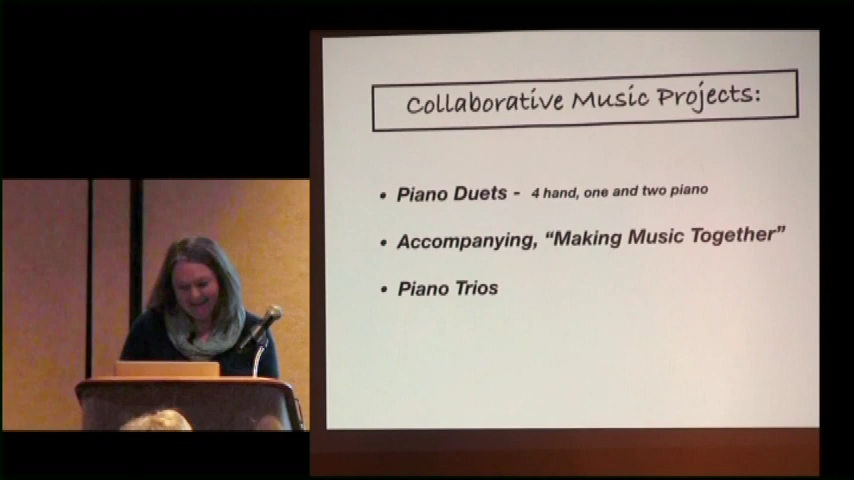 Collaborative Music Projects:
• Piano Duets - 4 hand, one and two piano
• Accompanying, “Making Music Together”
• Piano Trios